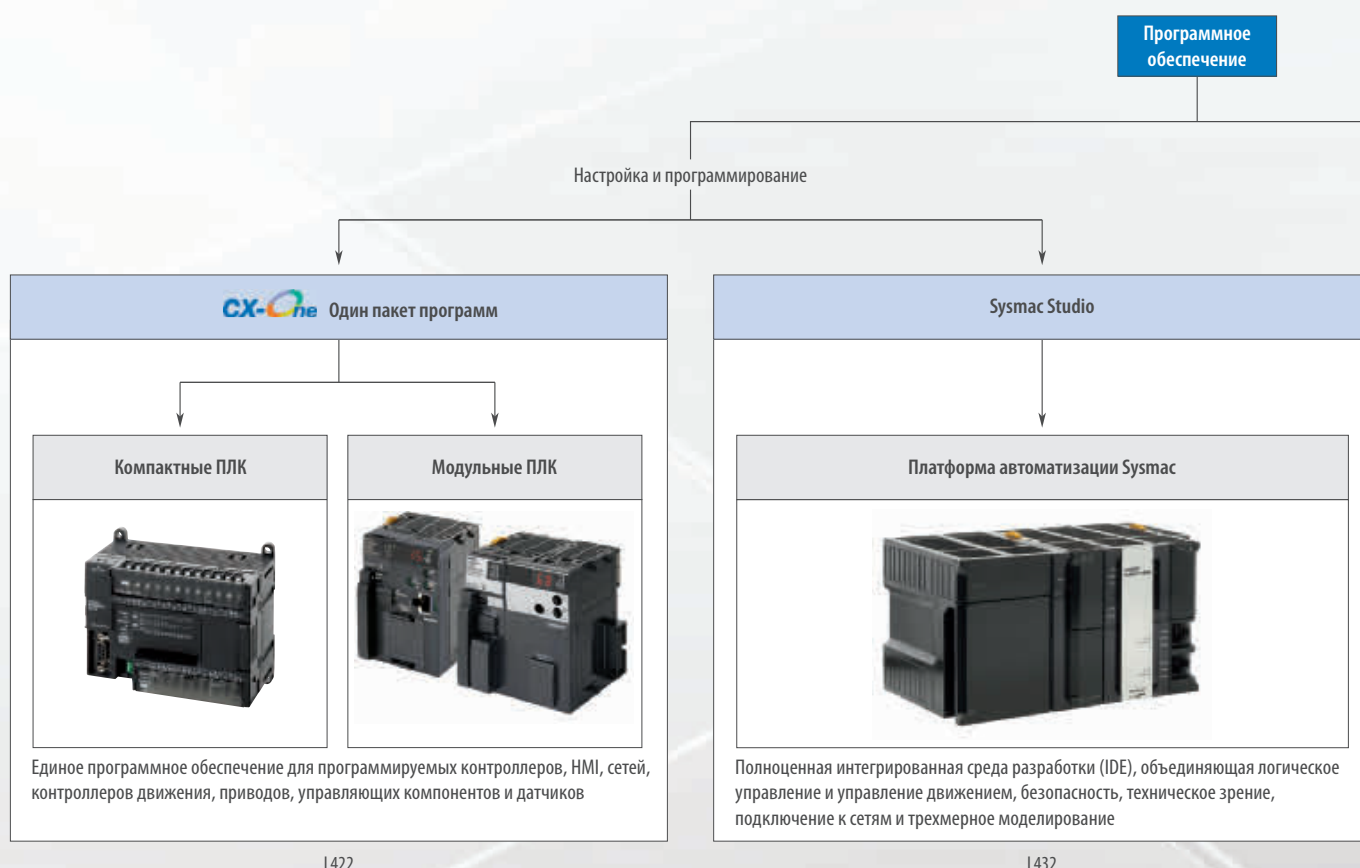 Программное
обеспечение
Настройка и программирование
CX-One Один пакет программ
Sysmac Studio
Компактные ПЛК
Модульные ПЛК
Платформа автоматизации Sysmac
Единое программное обеспечение для программируемых контроллеров, HMI, сетей,
контроллеров движения, приводов, управляющих компонентов и датчиков
Полноценная интегрированная среда разработки (IDE), объединяющая логическое
управление и управление движением, безопасность, техническое зрение,
подключение к сетям и трехмерное моделирование
| 422
| 432